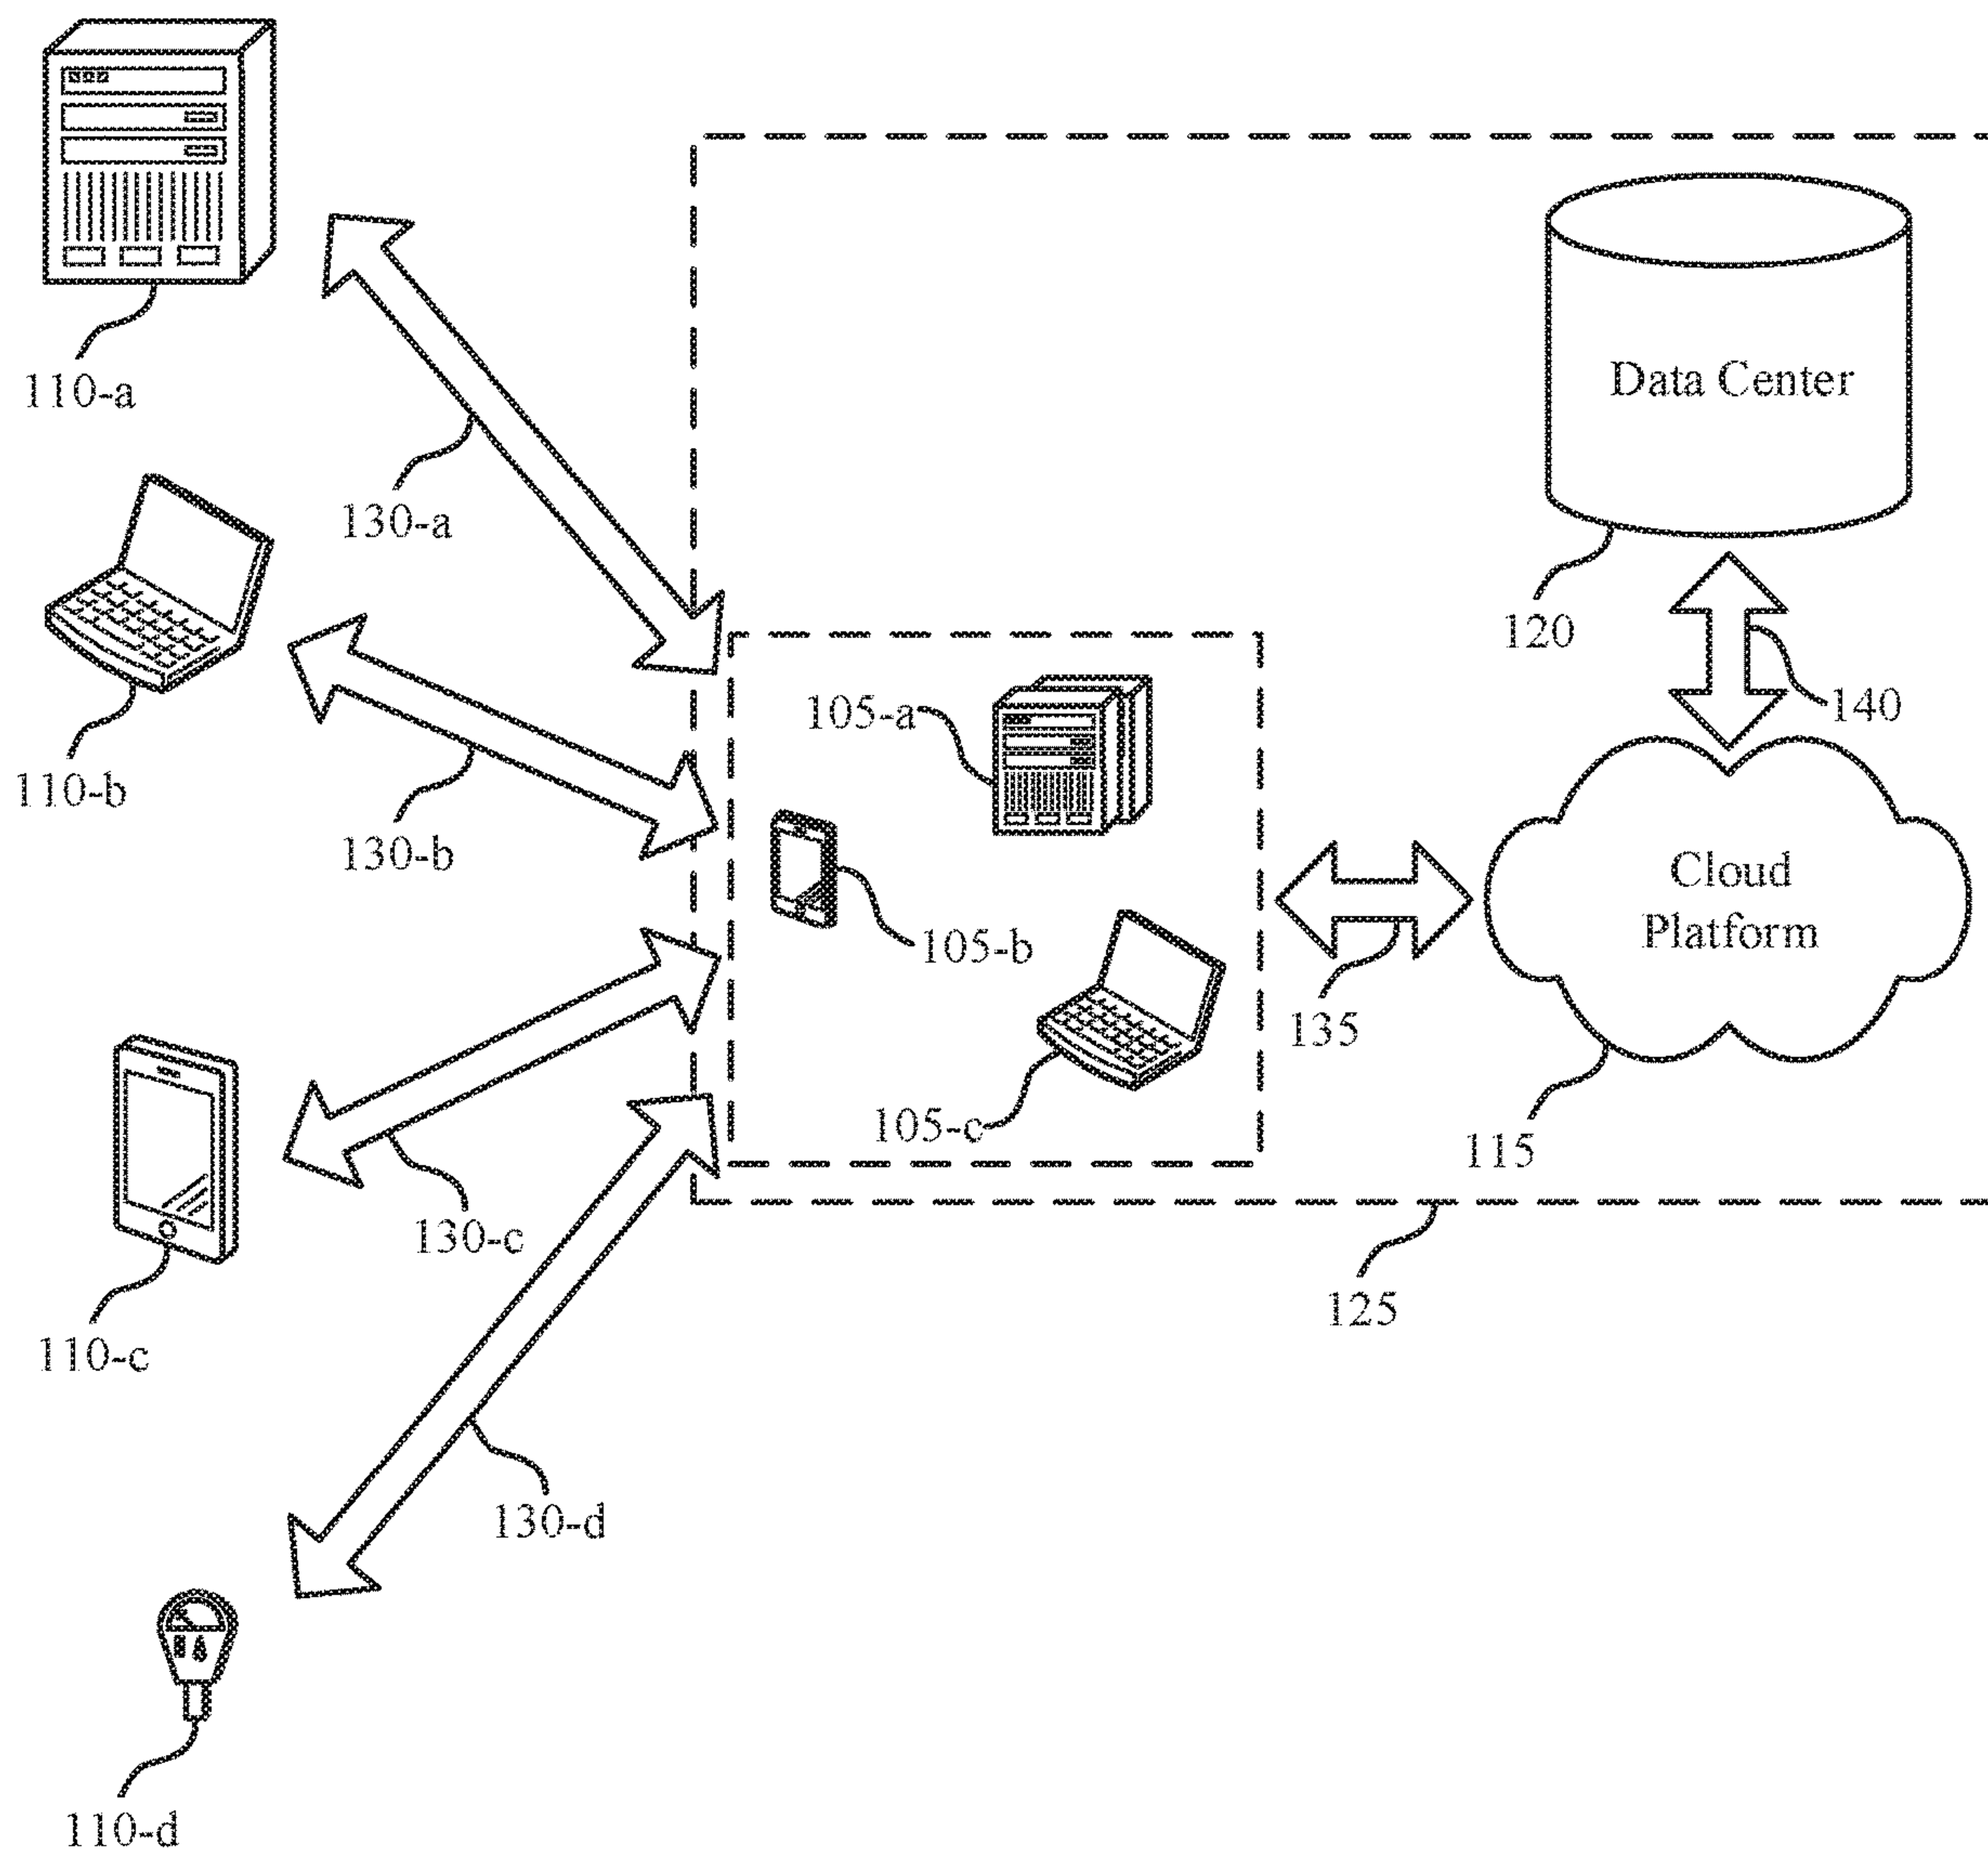 110-a
130-a
Data Center
120
140
110-b
130-b
105-a
105-b
105-c
135
Cloud
Platform
115
110-c
130-c
125
130-d
110-d